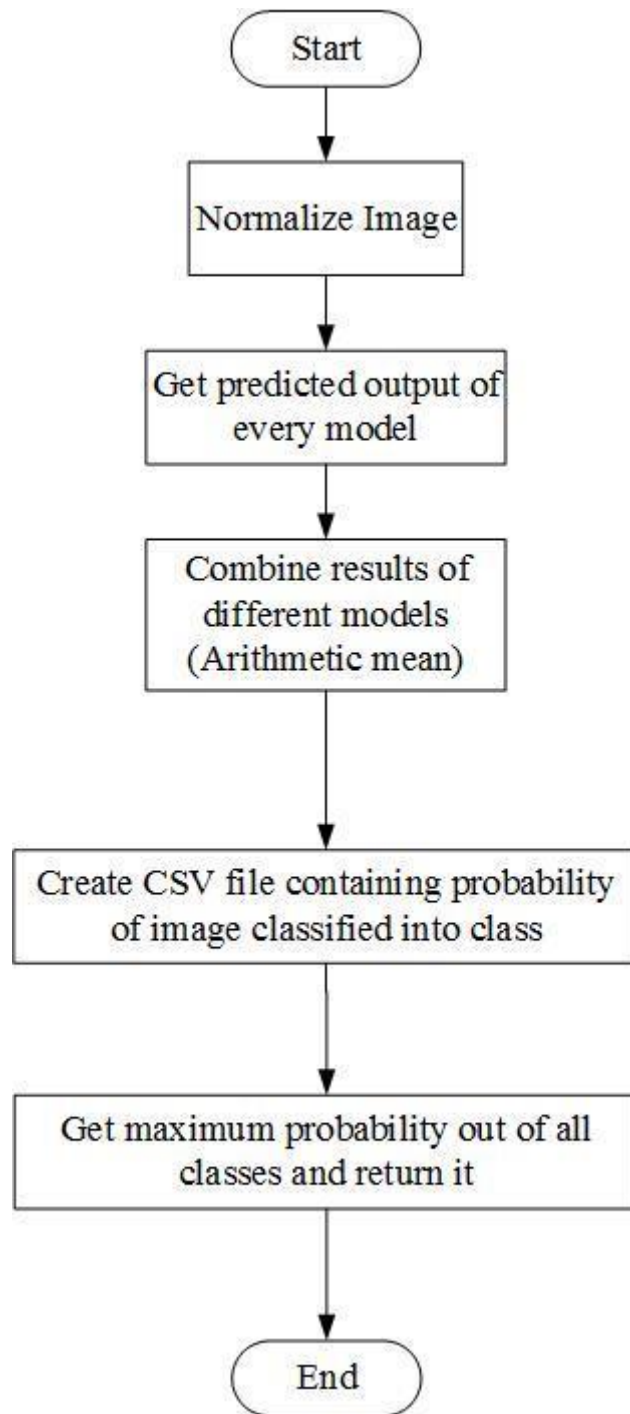 Start
Normalize Image
Get predicted output of
every model
Combine results of
different models
(Arithmetic mean)
Create CSV file containing probability
of image classified into class
Get maximum probability out of all
classes and return it
End